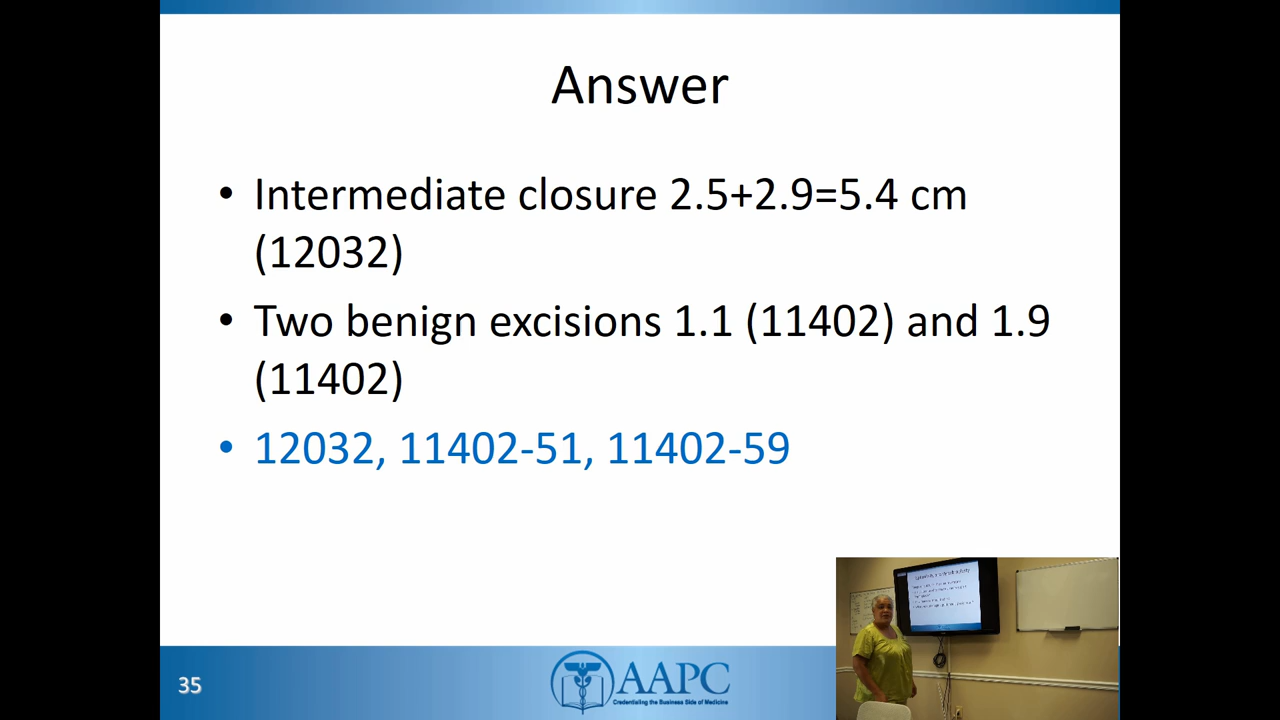 Answer
• Intermediate closure 2.5+2.9=5.4 cm
(12032)
• Two benign excisions 1.1 (11402) and 1.9
(11402)
• 12032, 11402-51, 11402-59
35
AAPC
Credentialing the Business Side of Medicine